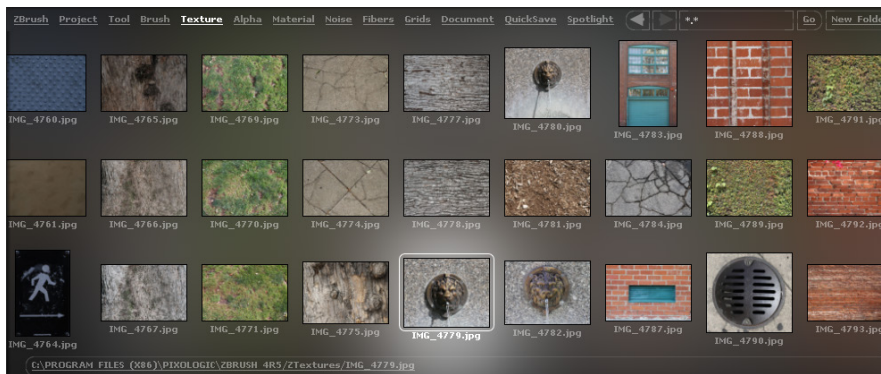 ZBrush Project Tool Brush Texture Alpha Material Noise Fibers Grids Document QuickSave Spotlight *.* Go New Folde
IMG_4760.jpg IMG_4765.jpg IMG_4769.jpg IMG_4773.jpg IMG_4777.jpg IMG_4780.jpg IMG_4783.jpg IMG_4788.jpg IMG_4791.jpg
IMG_4761.jpg IMG_4766.jpg IMG_4770.jpg IMG_4774.jpg IMG_4778.jpg IMG_4781.jpg IMG_4784.jpg IMG_4789.jpg IMG_4792.jpg
IMG_4764.jpg IMG_4767.jpg IMG_4771.jpg IMG_4775.jpg IMG_4779.jpg IMG_4782.jpg IMG_4787.jpg IMG_4790.jpg IMG_4793.jpg
C:\PROGRAM FILES (X86)\PIXOLOGIC\ZBRUSH 4R5/ZTextures/IMG_4779.jpg